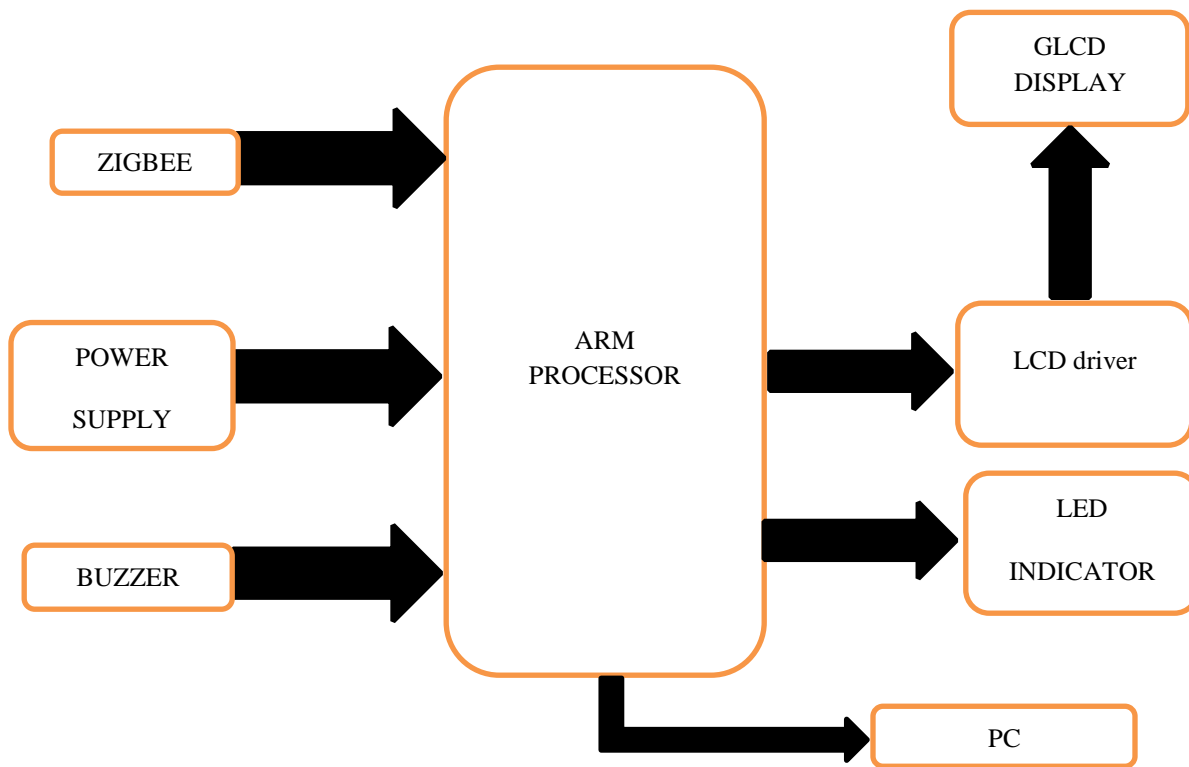 GLCD
DISPLAY
ZIGBEE
ARM
PROCESSOR
POWER
SUPPLY
LCD driver
BUZZER
LED
INDICATOR
PC